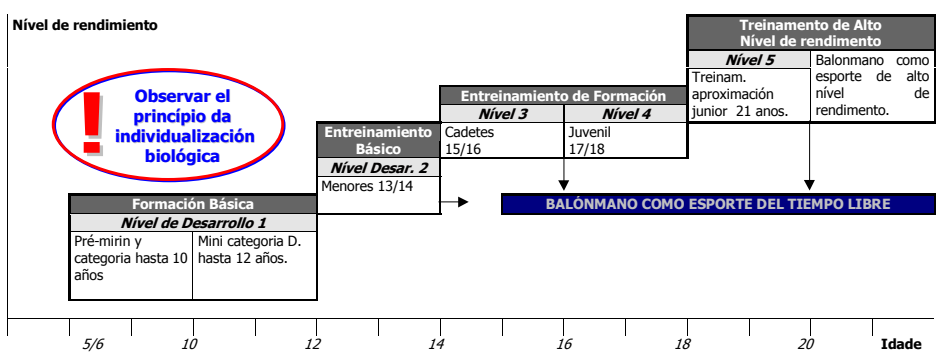 Nível de rendimiento
Treinamento de Alto
Nível de rendimento
Nível 5
Treinam.
aproximación
junior 21 anos.
Balonmano como
esporte de alto
nível de
rendimento.
!
Observar el
princípio da
individualización
biológica
Entreinamento de Formación
Nível 3
Nível 4
Cadetes
15/16
Juvenil
17/18
Entreinamiento
Básico
Nível Desar. 2
Menores 13/14
Formación Básica
Nível de Desarrollo 1
Pré-mirin y
categoria hasta 10
años
Mini categoria D.
hasta 12 años.
BALÓNMANO COMO ESPORTE DEL TIEMPO LIBRE
5/6 10 12 14 16 18 20 Idade